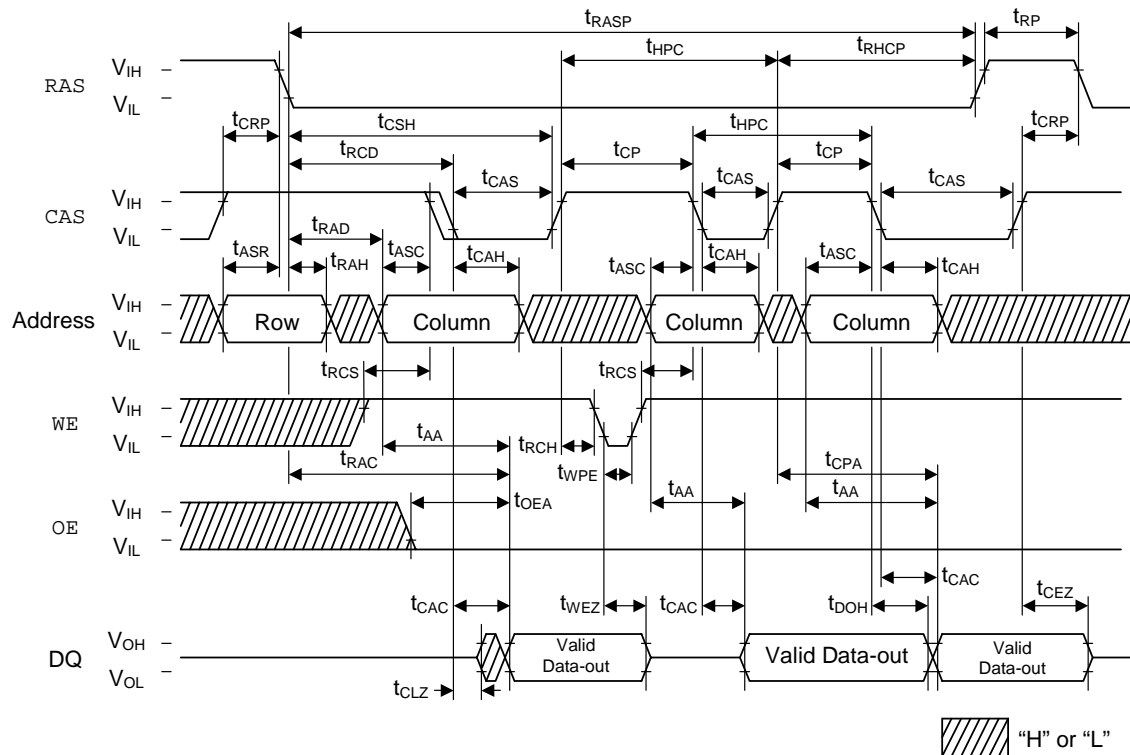 tRASP
tRP
tHPC
tRHCP
RAS
VIH
VIL
tCRP
tCSH
tHPC
tCRP
tRCD
tCP
tCP
tCAS
tCAS
tCAS
CAS
VIH
VIL
tRAD
tASR
tRAH
tASC
tCAH
tASC
tCAH
tASC
tCAH
Address
VIH
VIL
Row
Column
Column
Column
tRCS
tRCS
WE
VIH
VIL
tAA
tRCH
tRAC
tWPE
tCPA
tOEA
tAA
tAA
OE
VIH
VIL
tCAC
tCAC
tWEZ
tCAC
tDOH
tCEZ
DQ
VOH
VOL
Valid
Data-out
Valid Data-out
Valid
Data-out
tCLZ
“H” or “L”